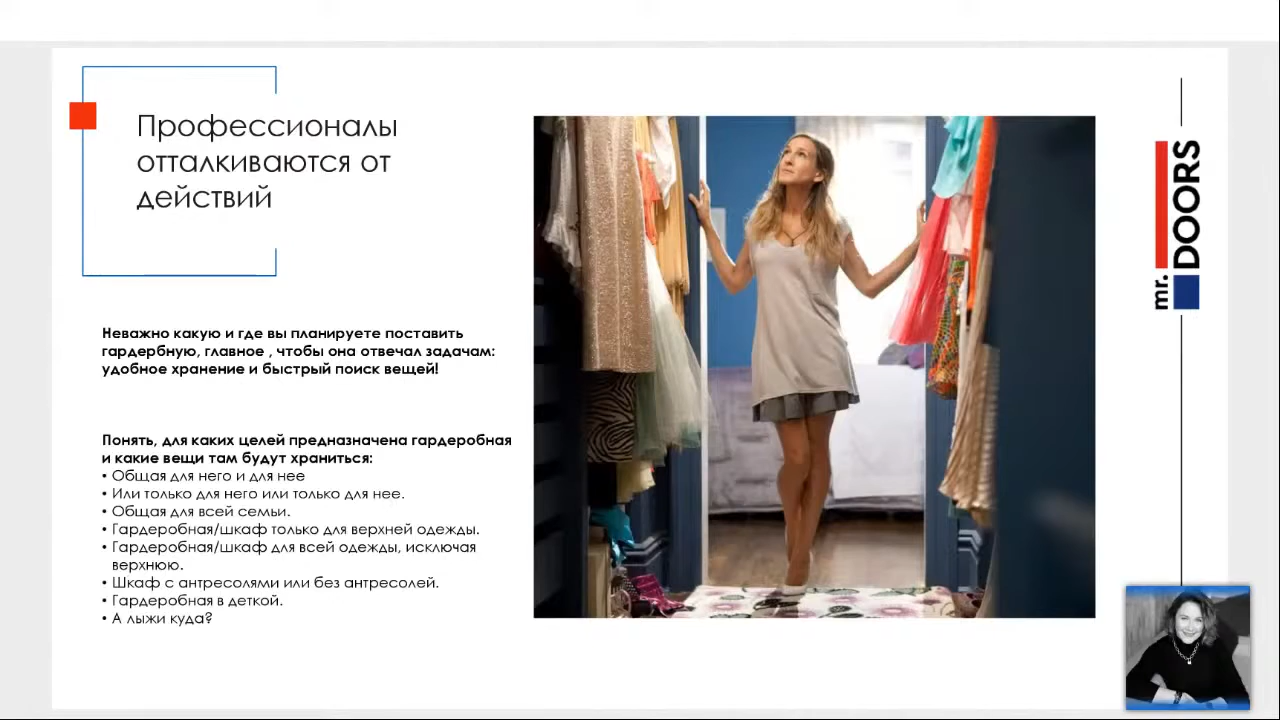 Профессионалы
отталкиваются от
действий
Неважно какую и где вы планируете поставить
гардербную, главное , чтобы она отвечал задачам:
удобное хранение и быстрый поиск вещей!
Понять, для каких целей предназначена гардеробная
и какие вещи там будут храниться:
• Общая для него и для нее
• Или только для него или только для нее.
• Общая для всей семьи.
• Гардеробная/шкаф только для верхней одежды.
• Гардеробная/шкаф для всей одежды, исключая
верхнюю.
• Шкаф с антресолями или без антресолей.
• Гардеробная в деткой.
• А лыжи куда?
mr. DOORS